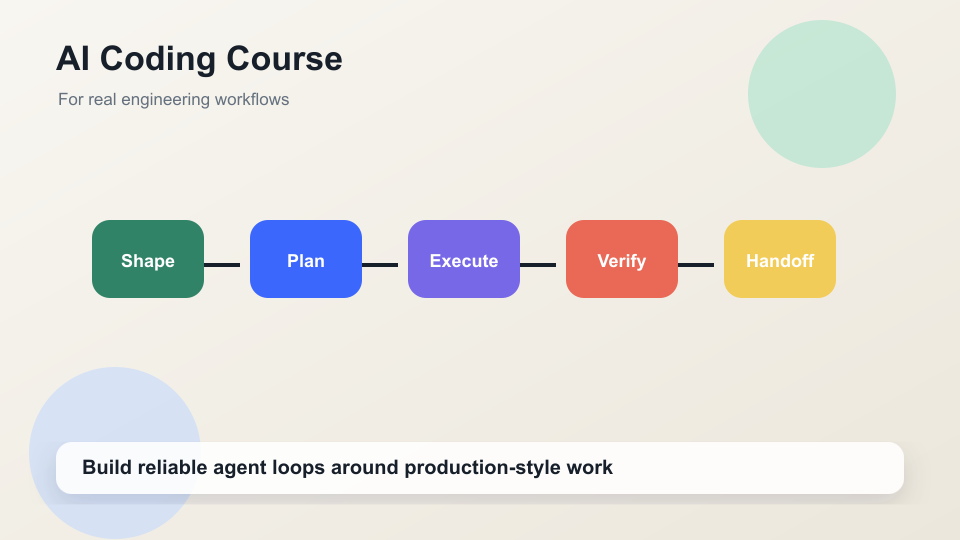 AI Coding Course
For real engineering workflows
Shape
Plan
Execute
Verify
Handoff
Build reliable agent loops around production-style work